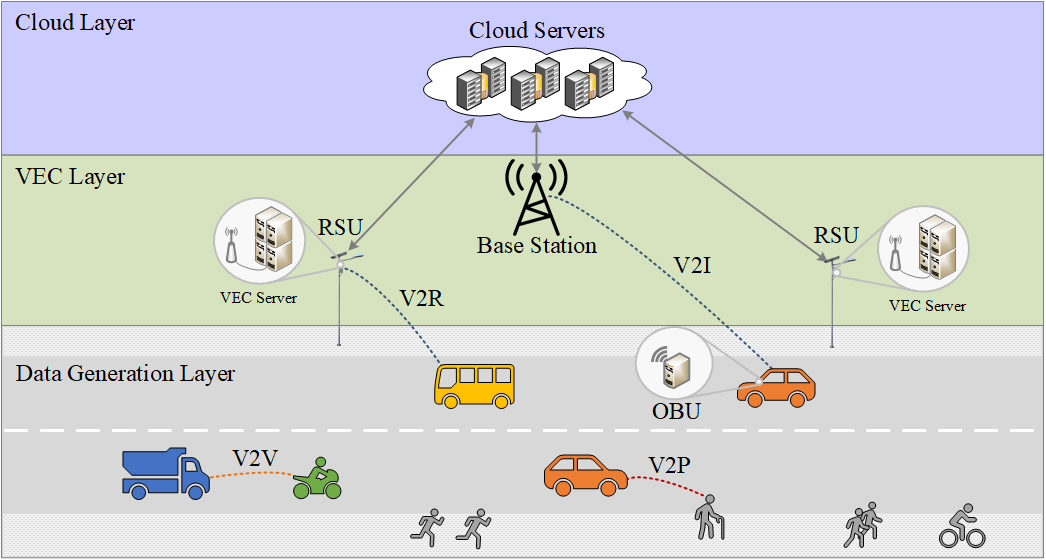 Cloud Layer
Cloud Servers
VEC Layer
RSU
Base Station
RSU
V2I
VEC Server
V2R
VEC Server
Data Generation Layer
OBU
V2V
V2P